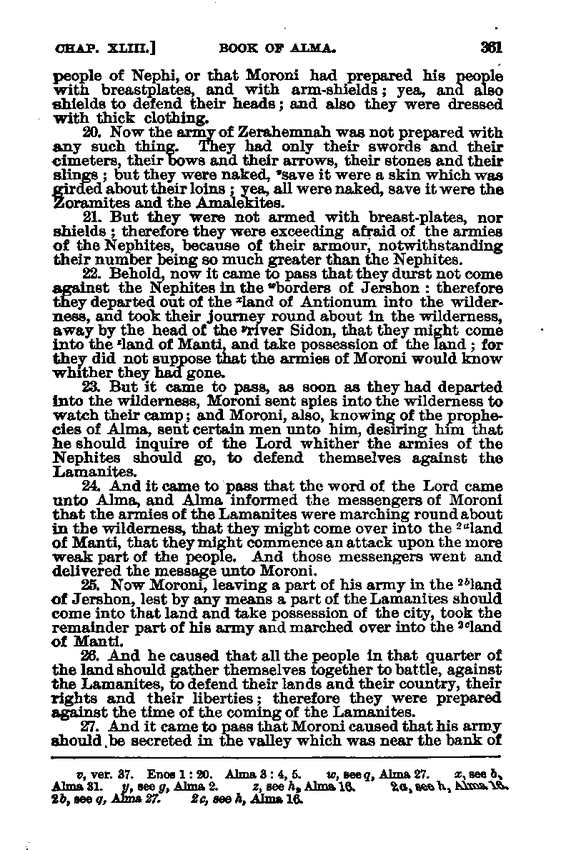 CHAP. XLIII.] BOOK OF ALMA. 361
people of Nephi, or that Moroni had prepared his people
with breastplates, and with arm-shields; yea, and also
shields to defend their heads; and also they were dressed
with thick clothing.
20. Now the army of Zerahemnah was not prepared with
any such thing. They had only their swords and their
cimeters, their bows and their arrows, their stones and their
slings; but they were naked, ᵛsave it were a skin which was
girded about their loins; yea, all were naked, save it were the
Zoramites and the Amalekites.
21. But they were not armed with breast-plates, nor
shields; therefore they were exceeding afraid of the armies
of the Nephites, because of their armour, notwithstanding
their number being so much greater than the Nephites.
22. Behold, now it came to pass that they durst not come
against the Nephites in the ʷborders of Jershon: therefore
they departed out of the ˣland of Antionum into the wilder-
ness, and took their journey round about in the wilderness,
away by the head of the ʸriver Sidon, that they might come
into the ᶻland of Manti, and take possession of the land; for
they did not suppose that the armies of Moroni would know
whither they had gone.
23. But it came to pass, as soon as they had departed
into the wilderness, Moroni sent spies into the wilderness to
watch their camp; and Moroni, also, knowing of the prophe-
cies of Alma, sent certain men unto him, desiring him that
he should inquire of the Lord whither the armies of the
Nephites should go, to defend themselves against the
Lamanites.
24. And it came to pass that the word of the Lord came
unto Alma, and Alma informed the messengers of Moroni
that the armies of the Lamanites were marching round about
in the wilderness, that they might come over into the ²ᵃland
of Manti, that they might commence an attack upon the more
weak part of the people. And those messengers went and
delivered the message unto Moroni.
25. Now Moroni, leaving a part of his army in the ²ᵇland
of Jershon, lest by any means a part of the Lamanites should
come into that land and take possession of the city, took the
remainder part of his army and marched over into the ²ᶜland
of Manti.
26. And he caused that all the people in that quarter of
the land should gather themselves together to battle, against
the Lamanites, to defend their lands and their country, their
rights and their liberties; therefore they were prepared
against the time of the coming of the Lamanites.
27. And it came to pass that Moroni caused that his army
should be secreted in the valley which was near the bank of
v, ver. 37. Enos 1: 20. Alma 3: 4, 5. w, see q, Alma 27. x, see b,
Alma 31. y, see g, Alma 2. z, see h, Alma 16. 2a, see h, Alma 16.
2b, see q, Alma 27. 2c, see h, Alma 16.